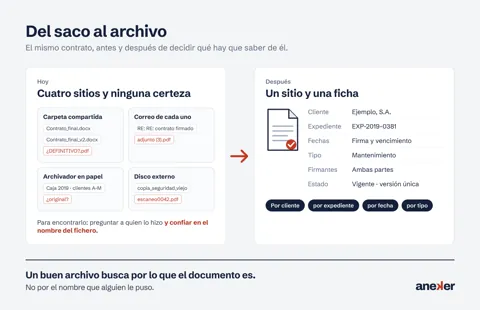 Del saco al archivo
El mismo contrato, antes y después de decidir qué hay que saber de él.
Hoy
Cuatro sitios y ninguna certeza
Carpeta compartida
Contrato_final.docx
Contrato_final_v2.docx
¿DEFINITIVO?.pdf
Correo de cada uno
RE: RE: contrato firmado
adjunto (3).pdf
Archivador en papel
Caja 2019 · clientes A-M
¿original?
Disco externo
copia_seguridad_viejo
escaneo0042.pdf
Para encontrarlo: preguntar a quien lo hizo y confiar en el
nombre del fichero.
Después
Un sitio y una ficha
Cliente Ejemplo, S.A.
Expediente EXP-2019-0381
Fechas Firma y vencimiento
Tipo Mantenimiento
Firmantes Ambas partes
Estado Vigente · versión única
Por cliente
por expediente
por fecha
por tipo
Un buen archivo busca por lo que el documento es.
No por el nombre que alguien le puso.
aneker